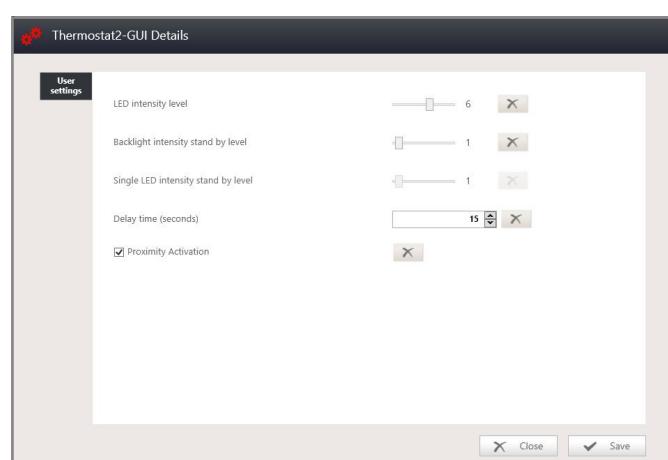 Thermostat2-GUI Details
User
settings
LED intensity level
6
Backlight intensity stand by level
1
Single LED intensity stand by level
1
Delay time (seconds)
15
Proximity Activation
Close
Save